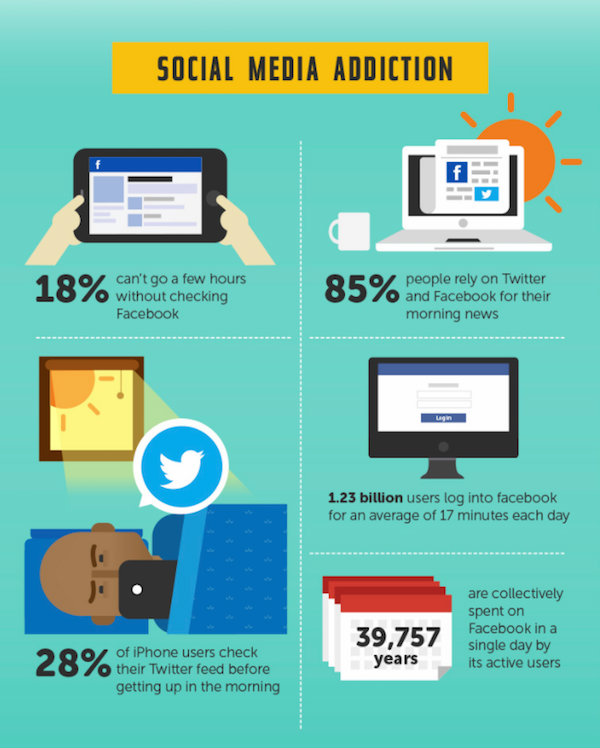 SOCIAL MEDIA ADDICTION
f
18% can't go a few hours
without checking
Facebook
f
85% people rely on Twitter
and Facebook for their
morning news
28% of iPhone users check
their Twitter feed before
getting up in the morning
Login
1.23 billion users log into facebook
for an average of 17 minutes each day
39,757
years
are collectively
spent on
Facebook in a
single day by
its active users